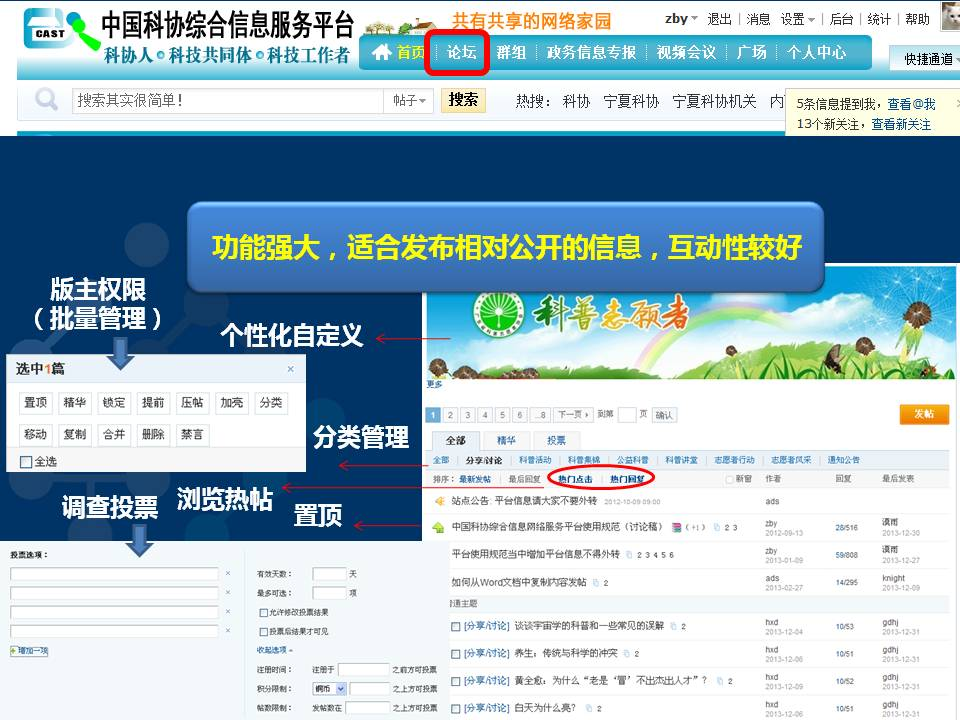 CAST
中国科协综合信息服务平台
科协人 科技共同体 科技工作者
共有共享的网络家园
zby 退出 消息 设置 后台 统计 帮助
首页 论坛 群组 政务信息专报 视频会议 广场 个人中心
快捷通道
搜索其实很简单!
帖子
搜索
热搜： 科协 宁夏科协 宁夏科协机关 内
5条信息提到我，查看@我
13个新关注，查看新关注
功能强大，适合发布相对公开的信息，互动性较好
版主权限
（批量管理）
个性化自定义
科普志愿者
选中1篇
置顶 精华 锁定 提前 压帖 加亮 分类
移动 复制 合并 删除 禁言
全选
更多
1 2 3 4 5 6 ...8 下一页 到第 页 确认
发帖
分类管理
全部 精华 投票
全部 分享/讨论 科普活动 科普集锦 公益科普 科普讲堂 志愿者行动 志愿者风采 通知公告
排序： 最新发帖 最后回复 热门点击 热门回复 新窗 作者 回复 最后发表
浏览热帖
站点公告: 平台信息请大家不要外转 2012-10-09 09:00 ads
置顶
中国科协综合信息网络服务平台使用规范（讨论稿） (+1) 2 3 zby 2012-09-13 28/516 漠雨 2013-12-30
平台使用规范当中增加平台信息不得外转 2 3 4 5 6 zby 2013-01-09 59/808 漠雨 2013-12-27
如何从Word文档中复制内容发帖 2 ads 2013-02-27 14/295 knight 2013-12-09
普通主题
[分享/讨论] 谈谈宇宙学的科普和一些常见的误解 2 hxd 2013-12-04 10/53 gdhj 2013-12-31
[分享/讨论] 养生：传统与科学的冲突 2 hxd 2013-12-06 10/51 gdhj 2013-12-31
[分享/讨论] 黄全愈：为什么“老是‘冒’不出杰出人才”？ 2 hxd 2013-12-09 10/52 gdhj 2013-12-31
[分享/讨论] 白天为什么亮？ 2 hxd 2013-12-06 10/51 gdhj 2013-12-31
调查投票
投票选项：
增加一项
有效天数： 天
最多可选： 项
允许修改投票结果
投票后结果才可见
收起选项
注册时间： 注册于 之前方可投票
积分限制： 铜币 之上方可投票
帖数限制： 发帖数在 之上方可投票